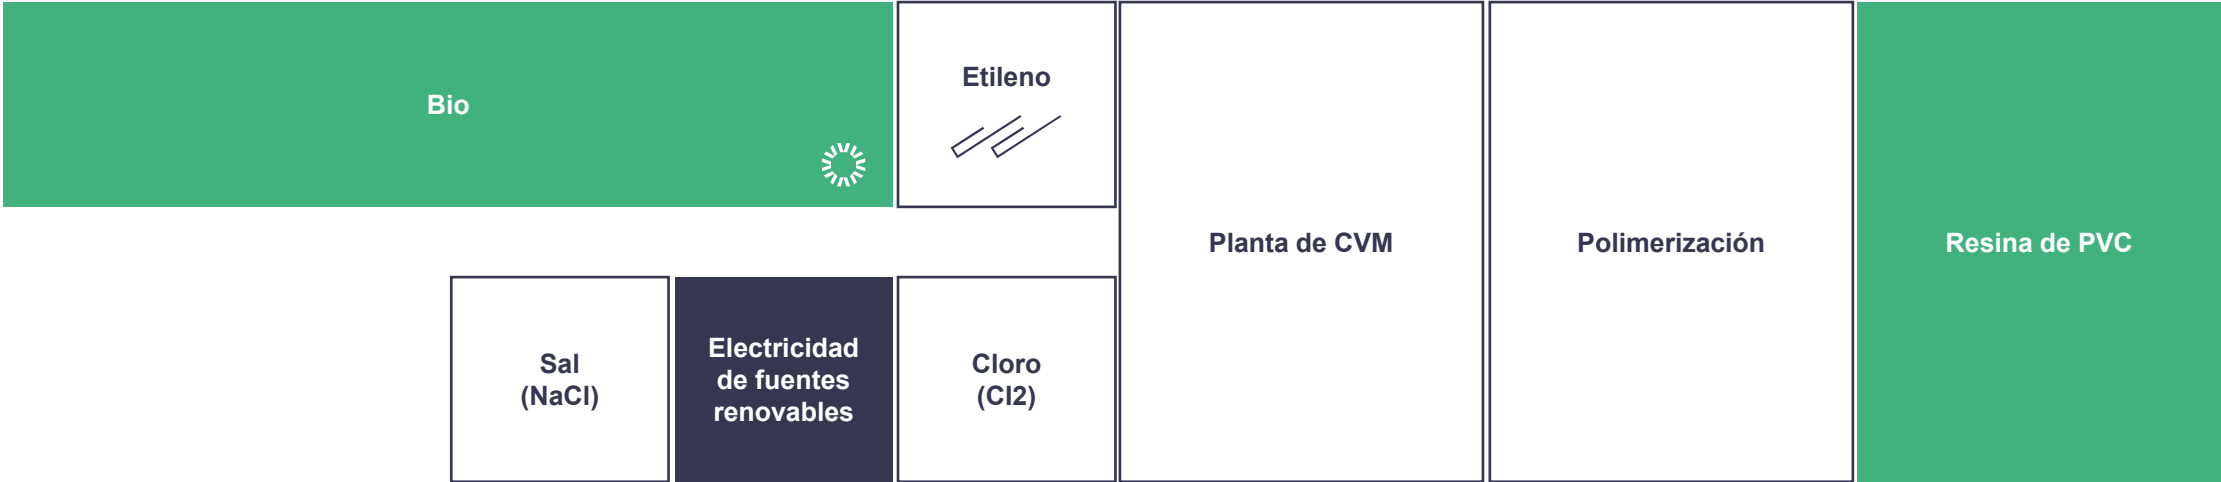 Bio
Etileno
Planta de CVM
Polimerización
Resina de PVC
Sal
(NaCl)
Electricidad
de fuentes
renovables
Cloro
(Cl2)